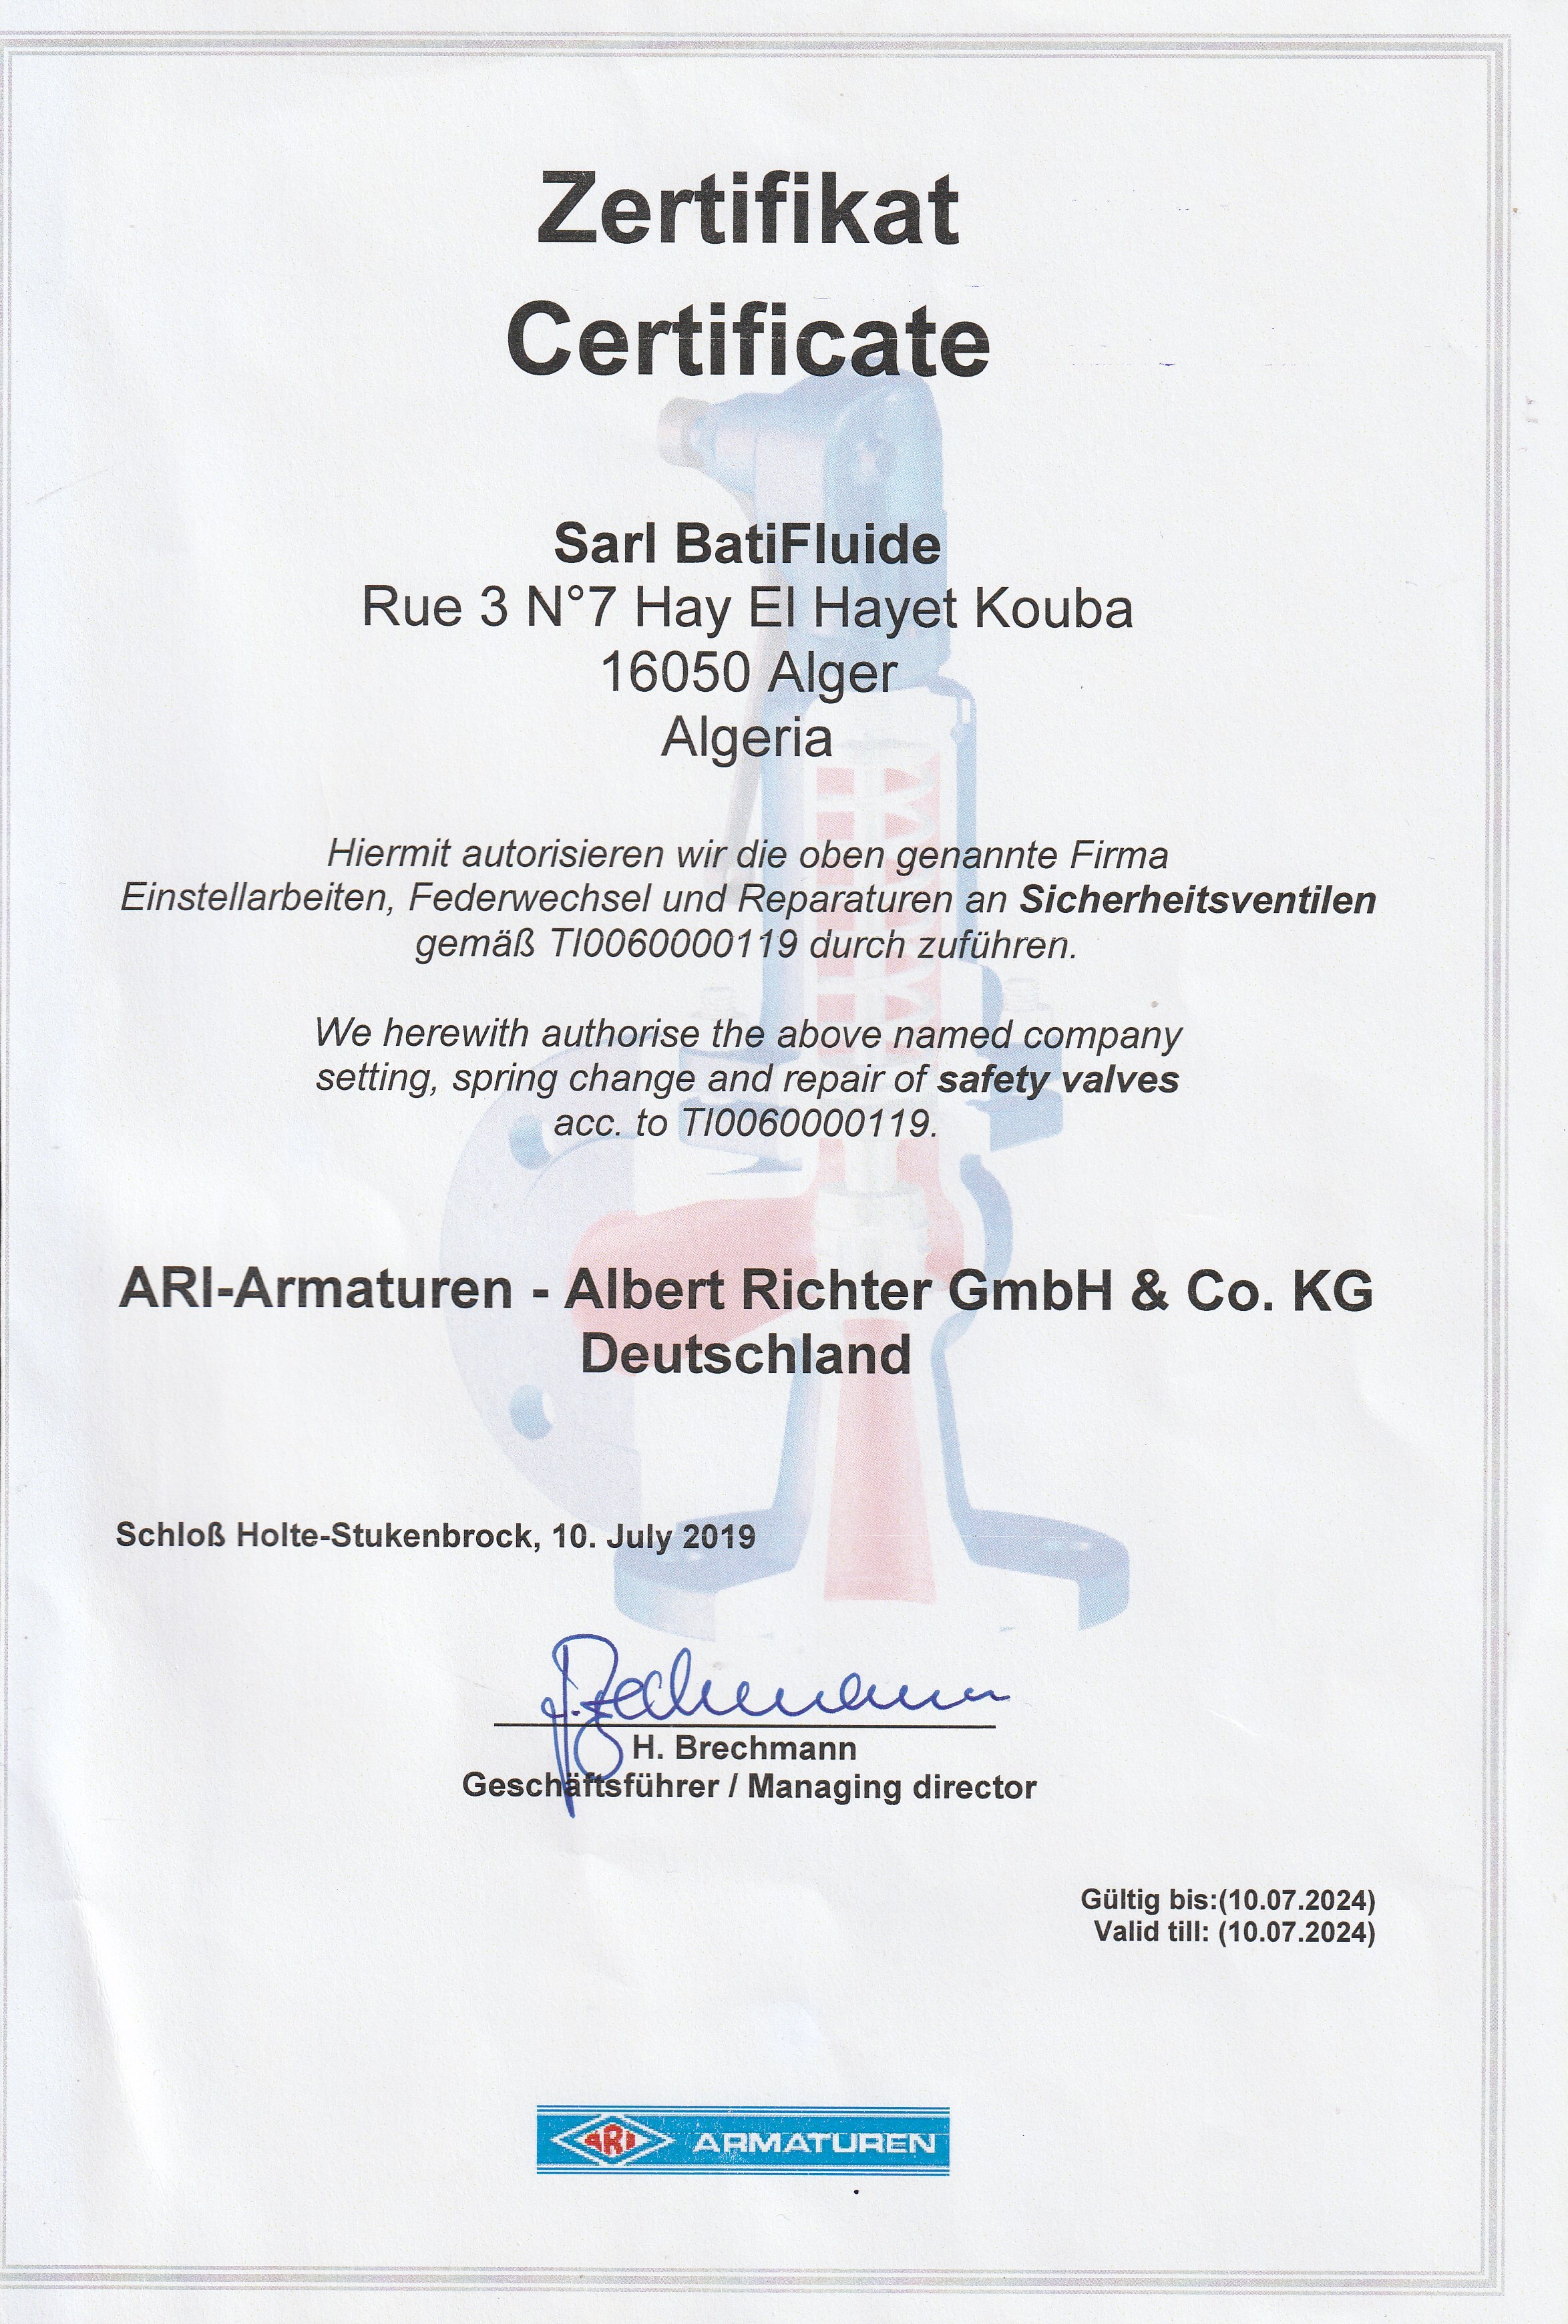 Zertifikat
Certificate
Sarl BatiFluide
Rue 3 N°7 Hay El Hayet Kouba
16050 Alger
Algeria
Hiermit autorisieren wir die oben genannte Firma
Einstellarbeiten, Federwechsel und Reparaturen an Sicherheitsventilen
gemäß TI0060000119 durch zuführen.
We herewith authorise the above named company
setting, spring change and repair of safety valves
acc. to TI0060000119.
ARI-Armaturen - Albert Richter GmbH & Co. KG
Deutschland
Schloß Holte-Stukenbrock, 10. July 2019
H. Brechmann
Geschäftsführer / Managing director
Gültig bis:(10.07.2024)
Valid till: (10.07.2024)
ARI ARMATUREN